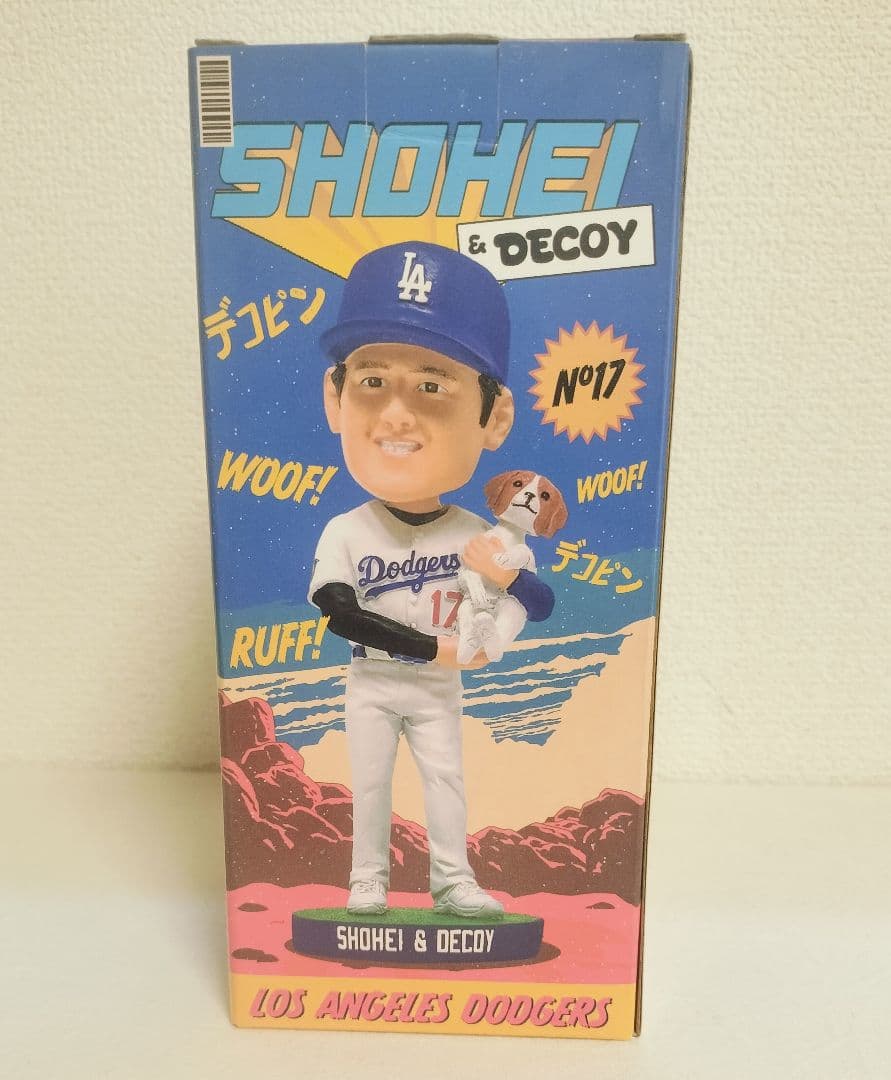 SHOHEI
& DECOY
デコピン
LA
Nº17
WOOF!
WOOF!
デコピン
Dodgers
17
RUFF!
SHOHEI & DECOY
LOS ANGELES DODGERS